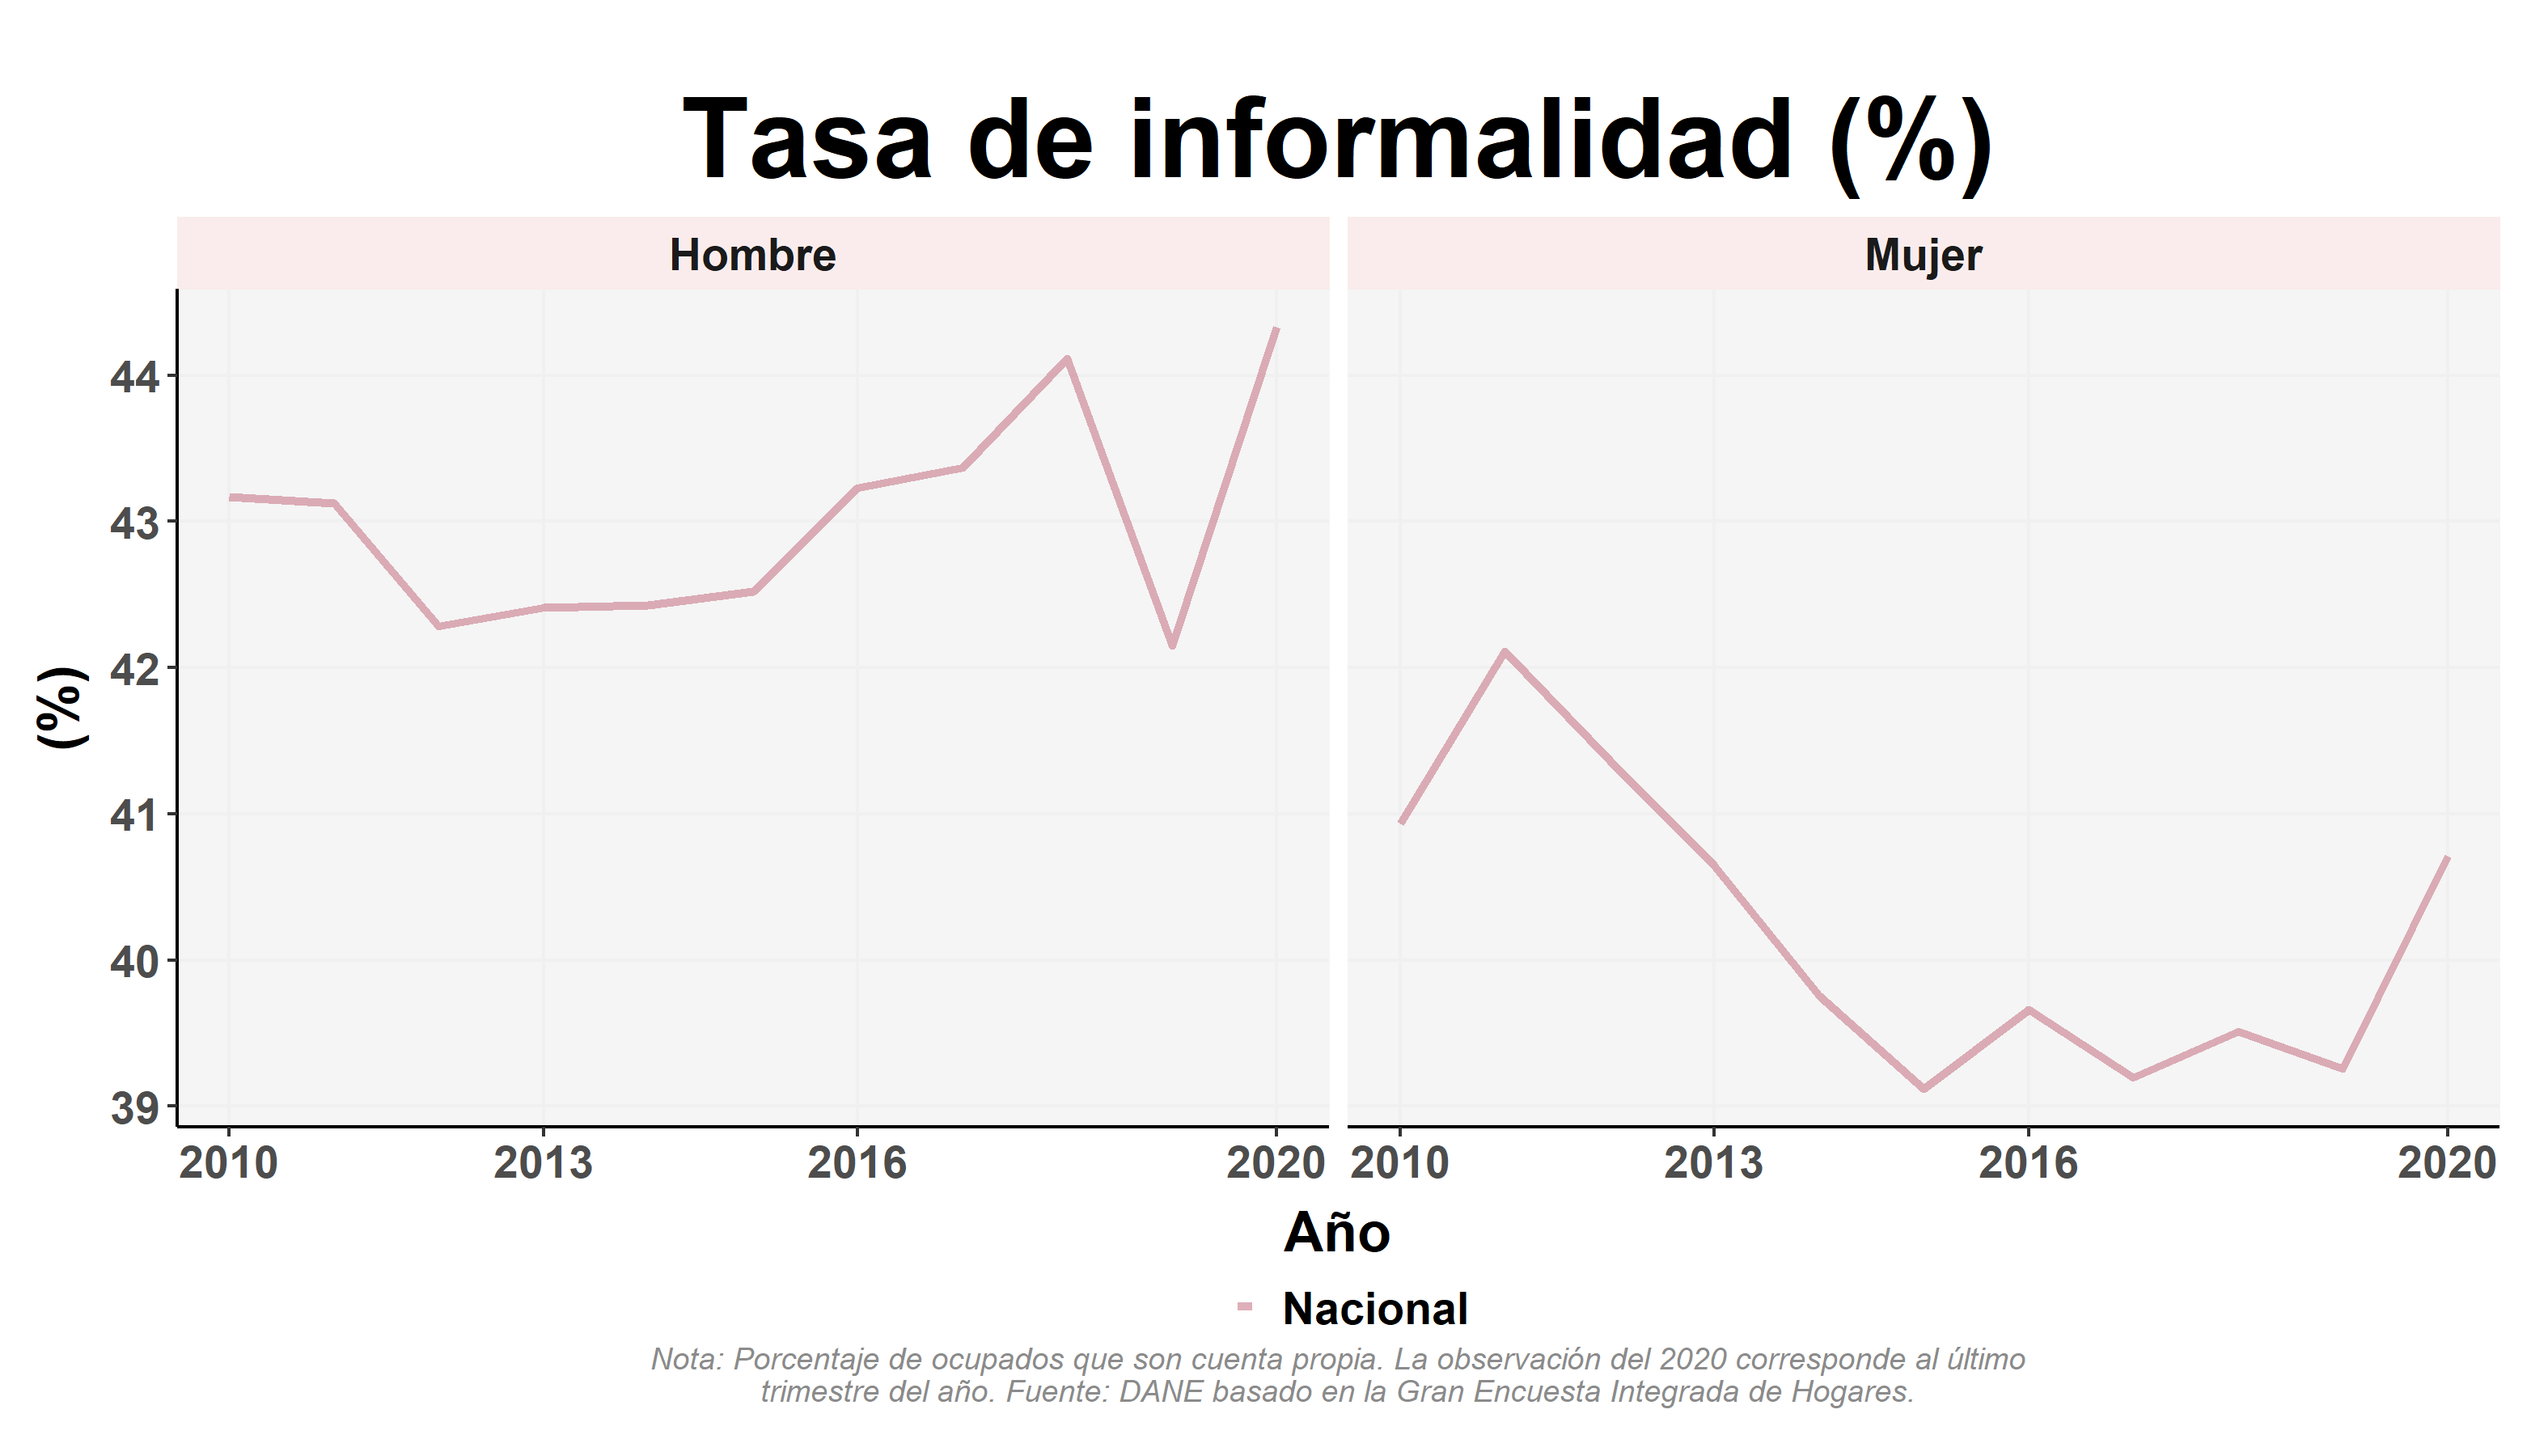 Tasa de informalidad (%)
Hombre
Mujer
(%)
44
43
42
41
40
39
2010 2013 2016 2020 2010 2013 2016 2020
Año
Nacional
Nota: Porcentaje de ocupados que son cuenta propia. La observación del 2020 corresponde al último
trimestre del año. Fuente: DANE basado en la Gran Encuesta Integrada de Hogares.